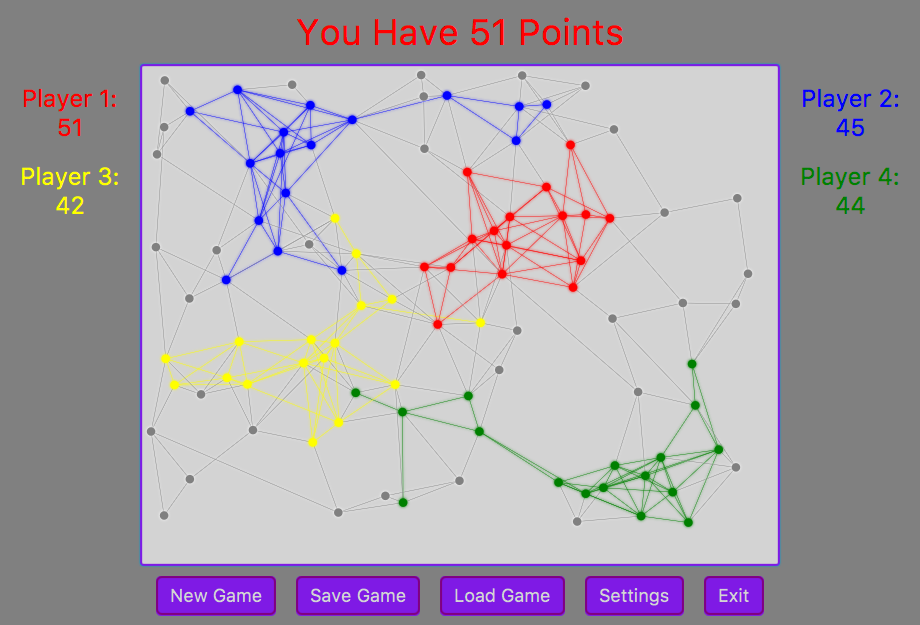 You Have 51 Points
Player 1:
51
Player 2:
45
Player 3:
42
Player 4:
44
New Game
Save Game
Load Game
Settings
Exit